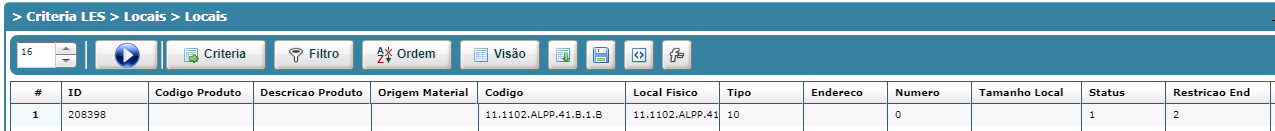 > Criteria LES > Locais > Locais
16 Criteria Filtro Ordem Visão
# ID Codigo Produto Descricao Produto Origem Material Codigo Local Fisico Tipo Endereco Numero Tamanho Local Status Restricao End
1 208398 11.1102.ALPP.41.B.1.B 11.1102.ALPP.41 10 0 1 2